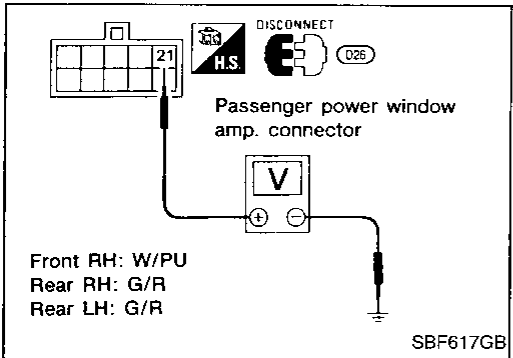 DISCONNECT
21
H.S.
D26
Passenger power window
amp. connector
V
Front RH: W/PU
Rear RH: G/R
Rear LH: G/R
SBF617GB